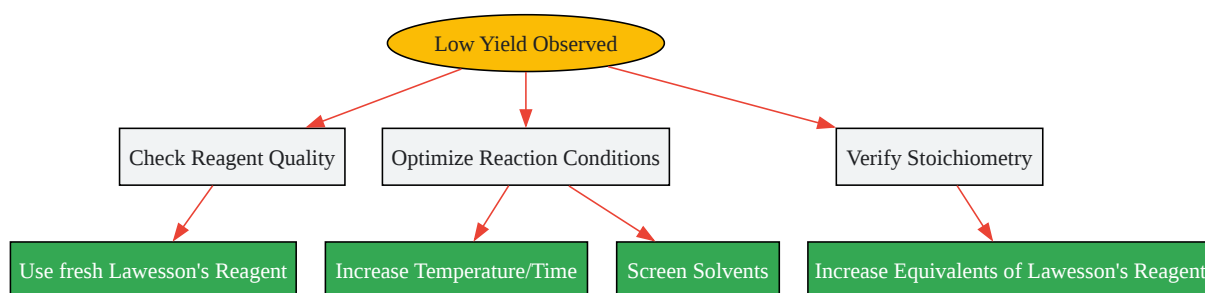 Low Yield Observed
Check Reagent Quality
Optimize Reaction Conditions
Verify Stoichiometry
Use fresh Lawesson's Reagent
Increase Temperature/Time
Screen Solvents
Increase Equivalents of Lawesson's Reagent